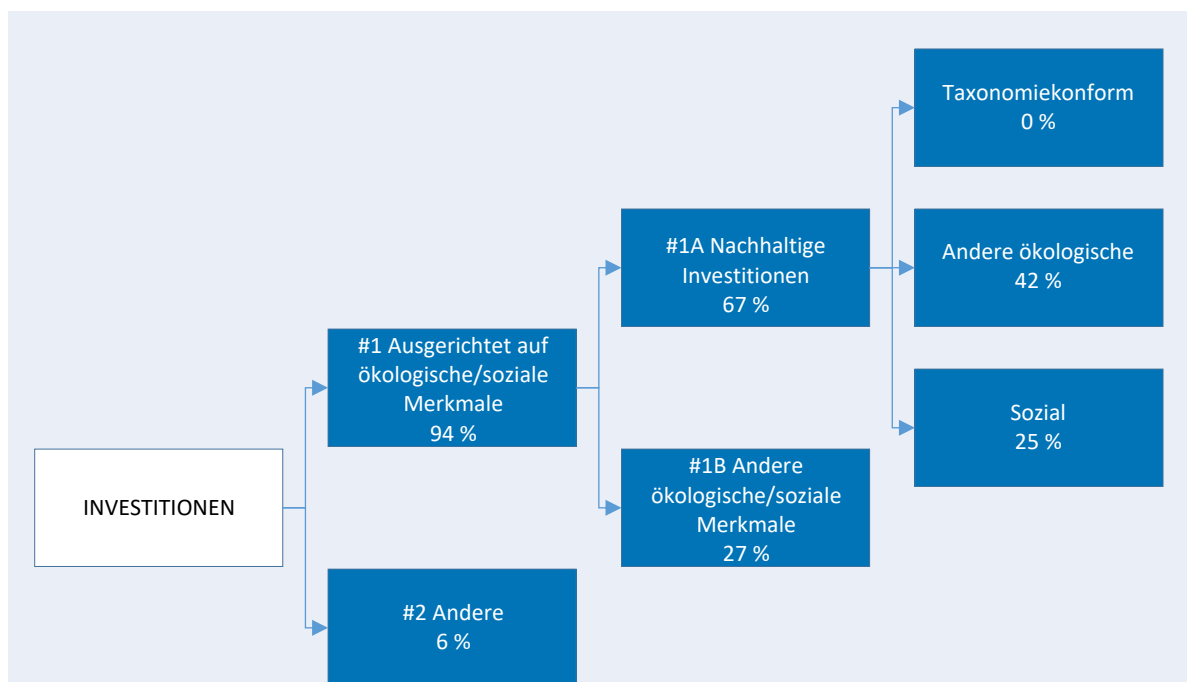 INVESTITIONEN
#1 Ausgerichtet auf
ökologische/soziale
Merkmale
94 %
#2 Andere
6 %
#1A Nachhaltige
Investitionen
67 %
#1B Andere
ökologische/soziale
Merkmale
27 %
Taxonomiekonform
0 %
Andere ökologische
42 %
Sozial
25 %